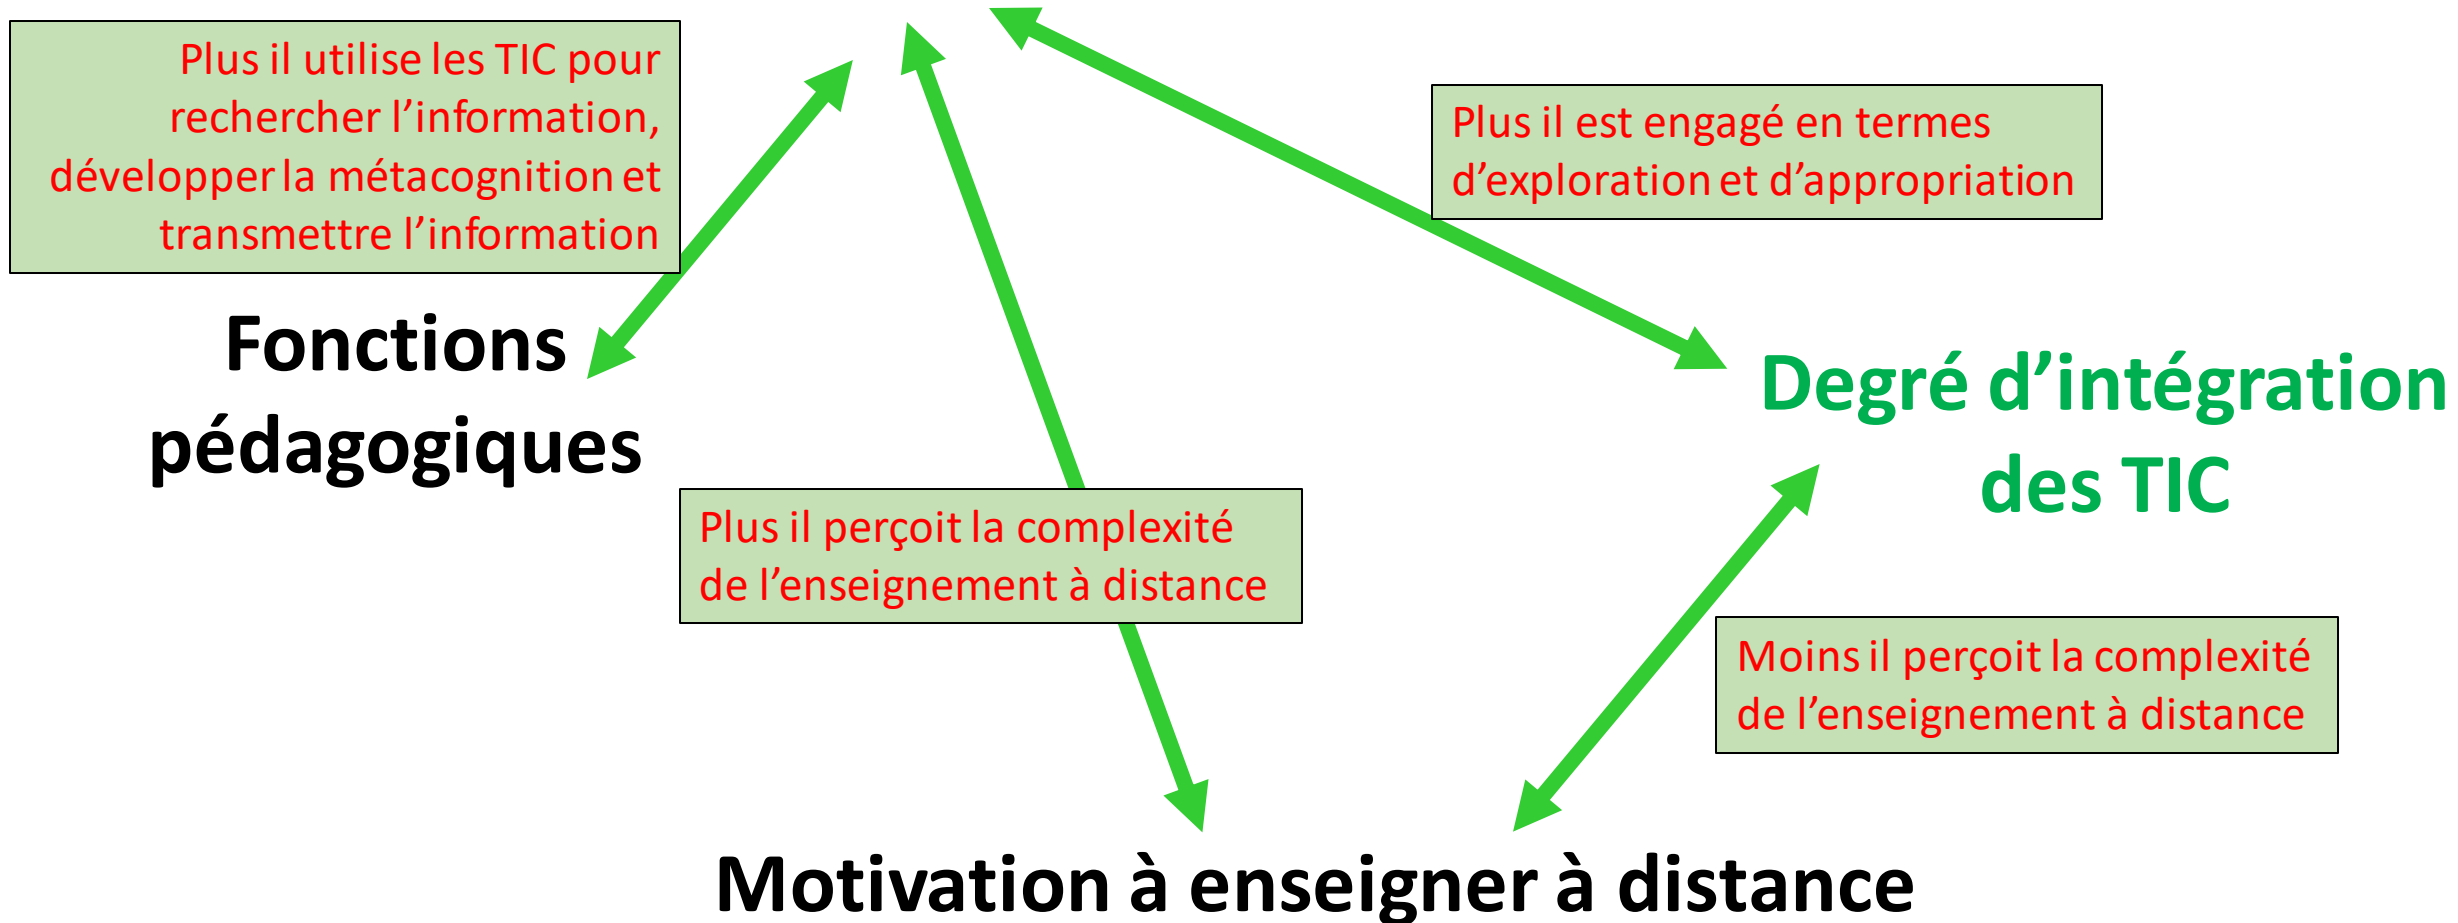 Plus il utilise les TIC pour
rechercher l’information,
développer la métacognition et
transmettre l’information
Plus il est engagé en termes
d’exploration et d’appropriation
Fonctions
pédagogiques
Degré d’intégration
des TIC
Plus il perçoit la complexité
de l’enseignement à distance
Moins il perçoit la complexité
de l’enseignement à distance
Motivation à enseigner à distance